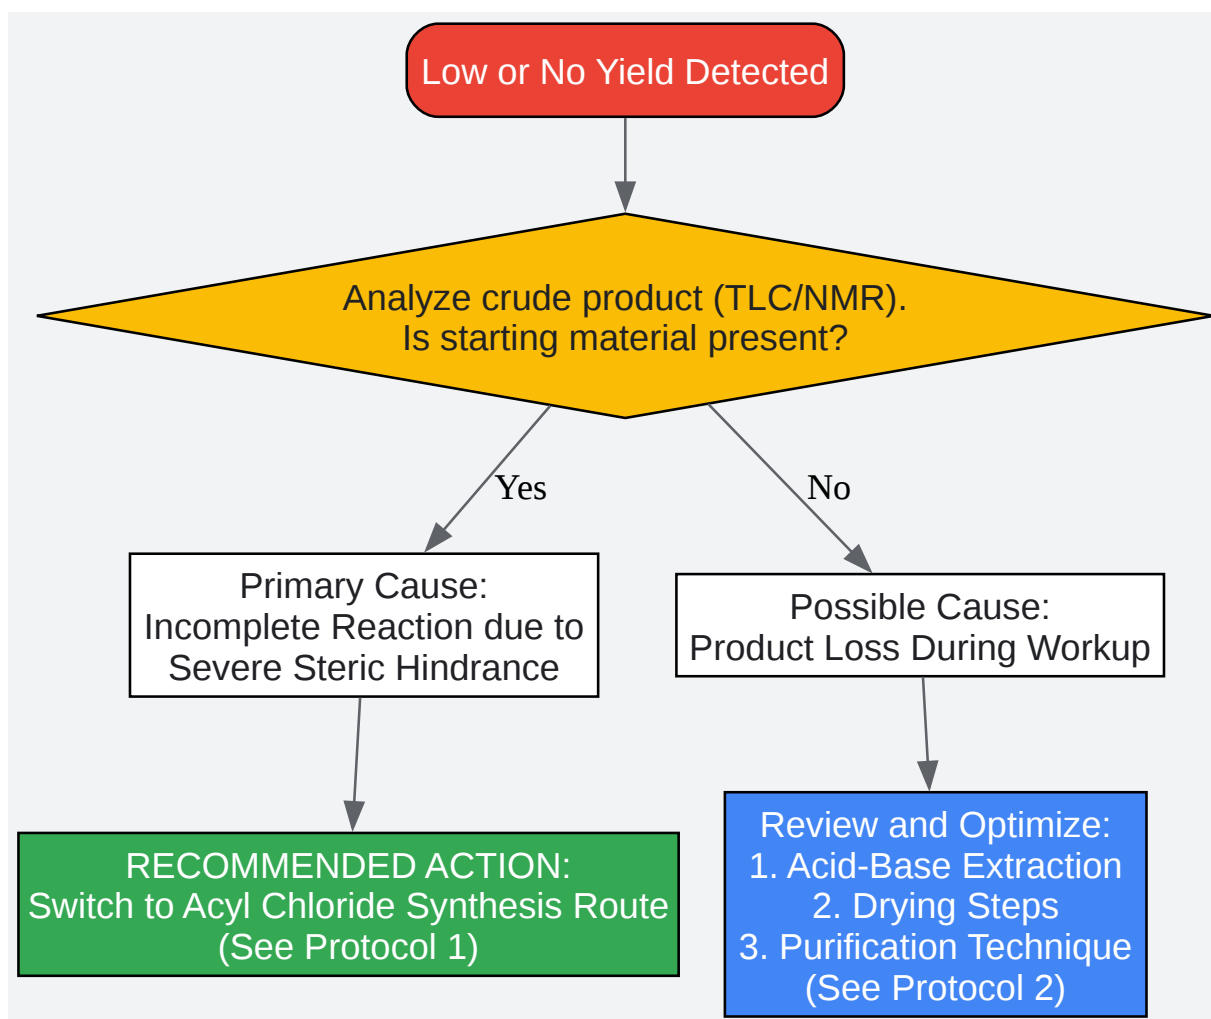 Low or No Yield Detected
Analyze crude product (TLC/NMR).
Is starting material present?
Yes
No
Primary Cause:
Incomplete Reaction due to
Severe Steric Hindrance
Possible Cause:
Product Loss During Workup
RECOMMENDED ACTION:
Switch to Acyl Chloride Synthesis Route
(See Protocol 1)
Review and Optimize:
1. Acid-Base Extraction
2. Drying Steps
3. Purification Technique
(See Protocol 2)